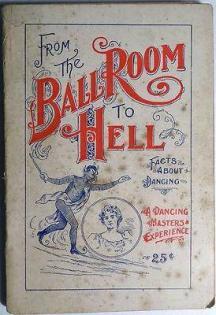 FROM
the
BALL ROOM
TO
HELL
FACTS
ABOUT
DANCING
A DANCING
MASTER'S
EXPERIENCE
25¢